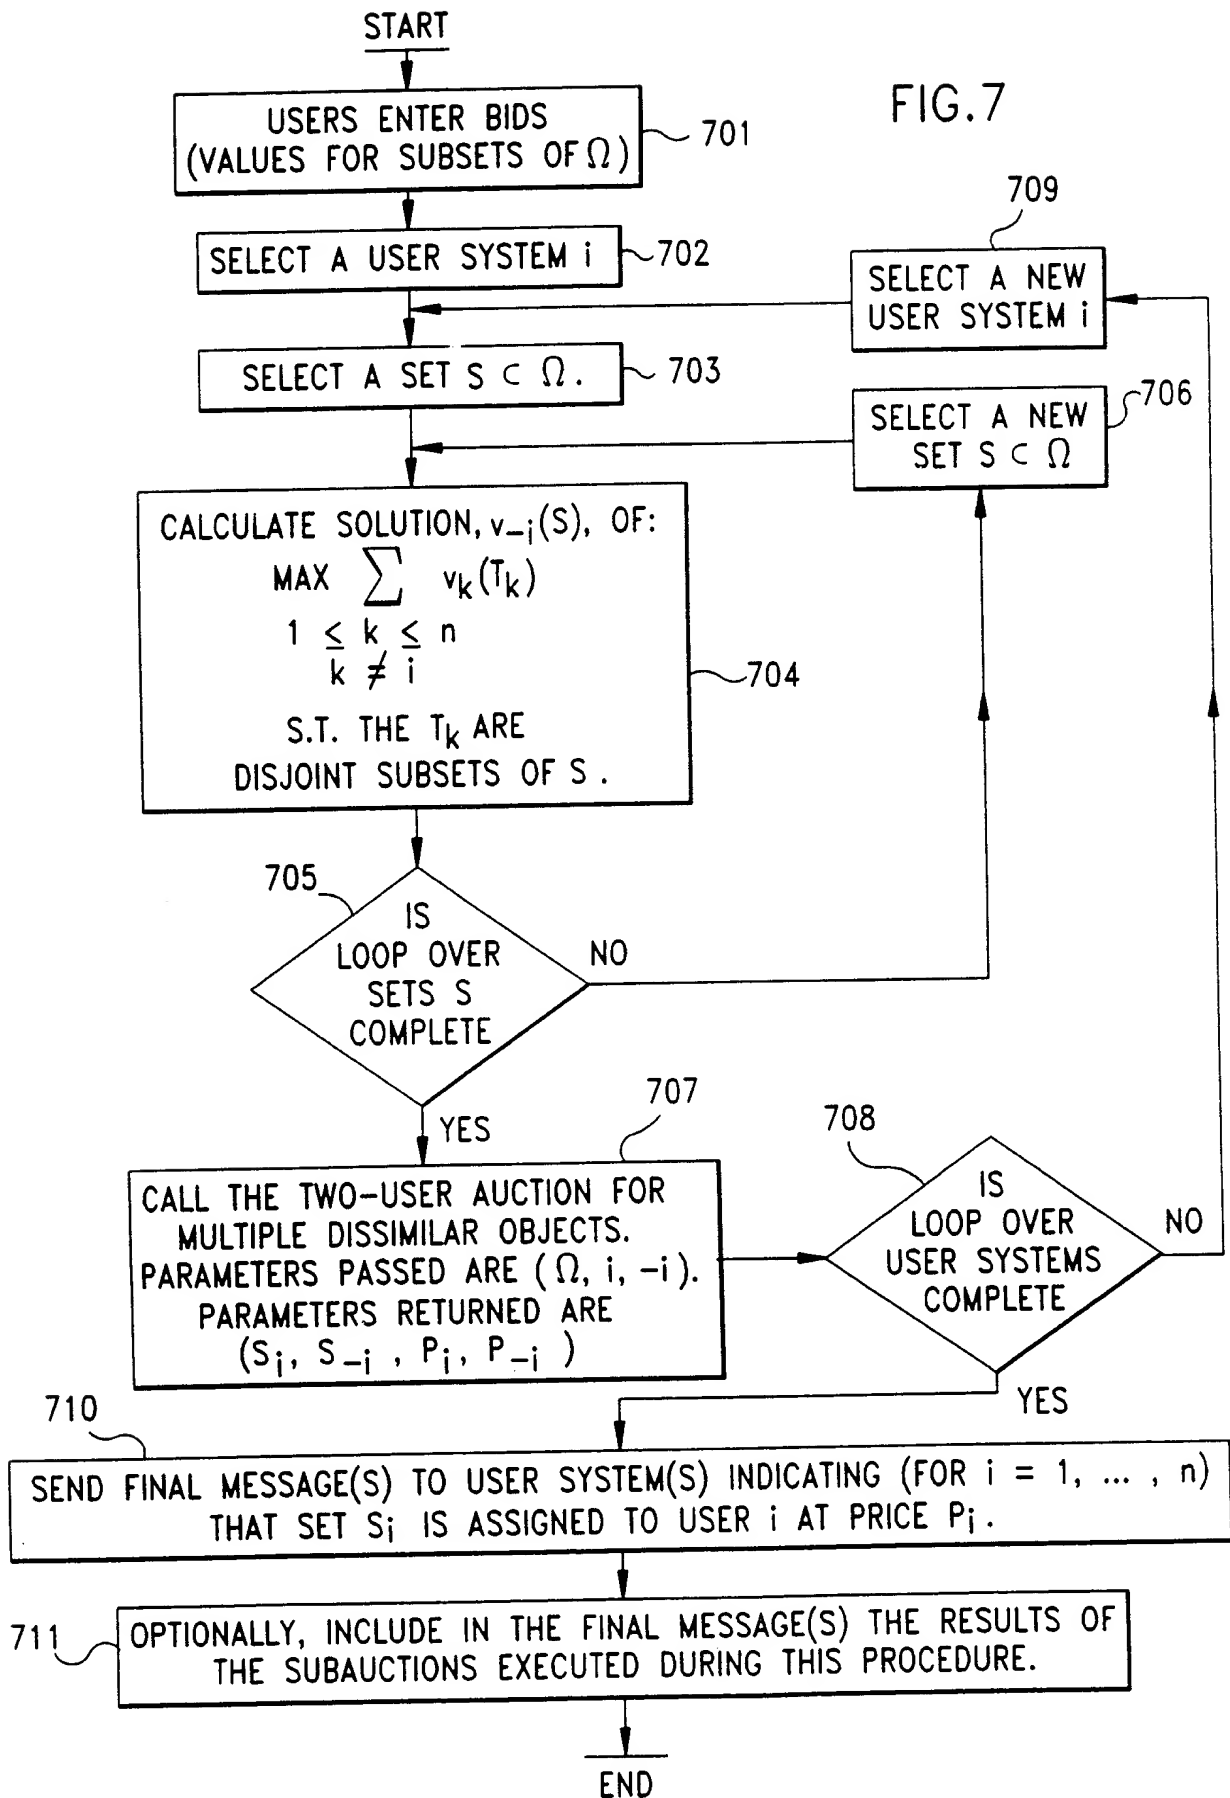 START
FIG.7
USERS ENTER BIDS
(VALUES FOR SUBSETS OF Ω)
701
SELECT A USER SYSTEM i
702
709
SELECT A NEW
USER SYSTEM i
SELECT A SET S ⊂ Ω.
703
706
SELECT A NEW
SET S ⊂ Ω
CALCULATE SOLUTION, v₋ᵢ(S), OF:
MAX ∑ vₖ(Tₖ)
1 ≤ k ≤ n
k ≠ i
S.T. THE Tₖ ARE
DISJOINT SUBSETS OF S .
704
705
IS
LOOP OVER
SETS S
COMPLETE
NO
YES
707
CALL THE TWO-USER AUCTION FOR
MULTIPLE DISSIMILAR OBJECTS.
PARAMETERS PASSED ARE (Ω, i, -i).
PARAMETERS RETURNED ARE
(Sᵢ, S₋ᵢ , Pᵢ, P₋ᵢ )
708
IS
LOOP OVER
USER SYSTEMS
COMPLETE
NO
YES
710
SEND FINAL MESSAGE(S) TO USER SYSTEM(S) INDICATING (FOR i = 1, ... , n)
THAT SET Sᵢ IS ASSIGNED TO USER i AT PRICE Pᵢ .
711
OPTIONALLY, INCLUDE IN THE FINAL MESSAGE(S) THE RESULTS OF
THE SUBAUCTIONS EXECUTED DURING THIS PROCEDURE.
END